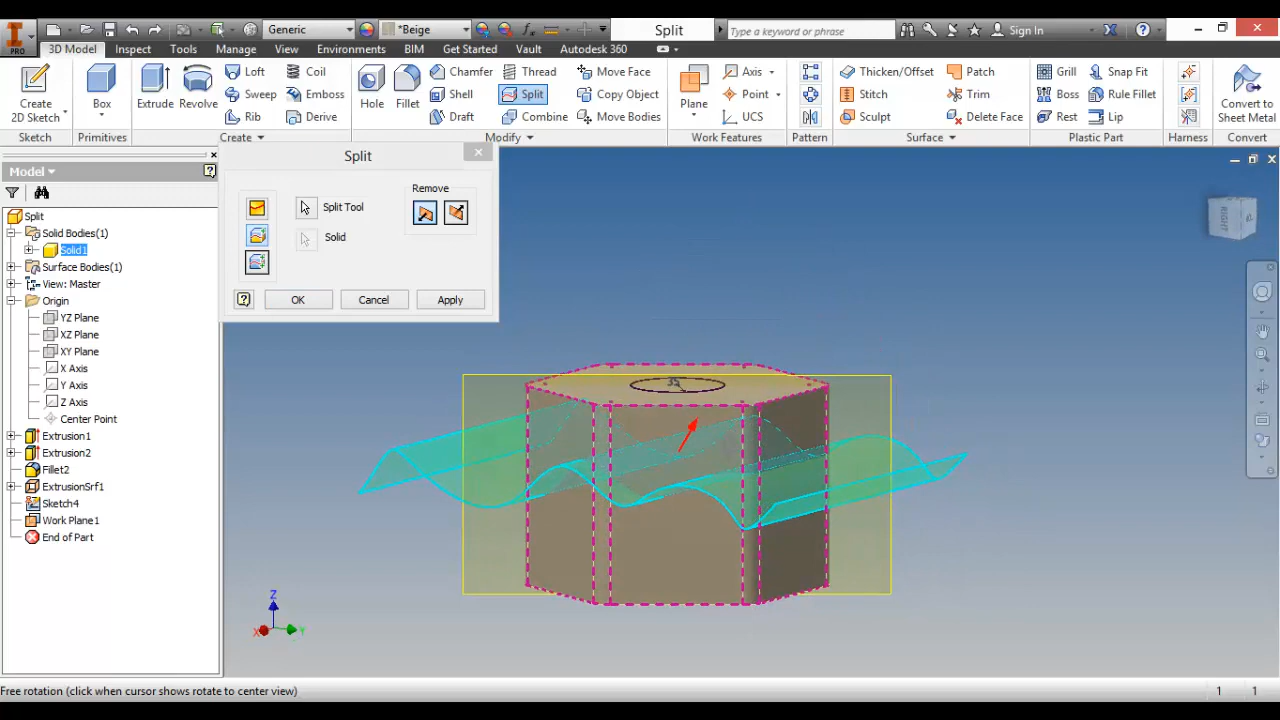 PRO
Generic
*Beige
Split
Type a keyword or phrase
Sign In
3D Model
Inspect
Tools
Manage
View
Environments
BIM
Get Started
Vault
Autodesk 360
Create
2D Sketch
Box
Extrude
Revolve
Loft
Sweep
Rib
Coil
Emboss
Derive
Hole
Fillet
Chamfer
Shell
Draft
Thread
Split
Combine
Move Face
Copy Object
Move Bodies
Plane
Axis
Point
UCS
Thicken/Offset
Stitch
Sculpt
Patch
Trim
Delete Face
Grill
Boss
Rest
Snap Fit
Rule Fillet
Lip
Convert to
Sheet Metal
Sketch
Primitives
Create
Modify
Work Features
Pattern
Surface
Plastic Part
Harness
Convert
Model
Split
Solid Bodies(1)
Solid1
Surface Bodies(1)
View: Master
Origin
YZ Plane
XZ Plane
XY Plane
X Axis
Y Axis
Z Axis
Center Point
Extrusion1
Extrusion2
Fillet2
ExtrusionSrf1
Sketch4
Work Plane1
End of Part
Split
Split Tool
Solid
Remove
OK
Cancel
Apply
RIGHT
35
Z
X
Y
Free rotation (click when cursor shows rotate to center view)
1
1